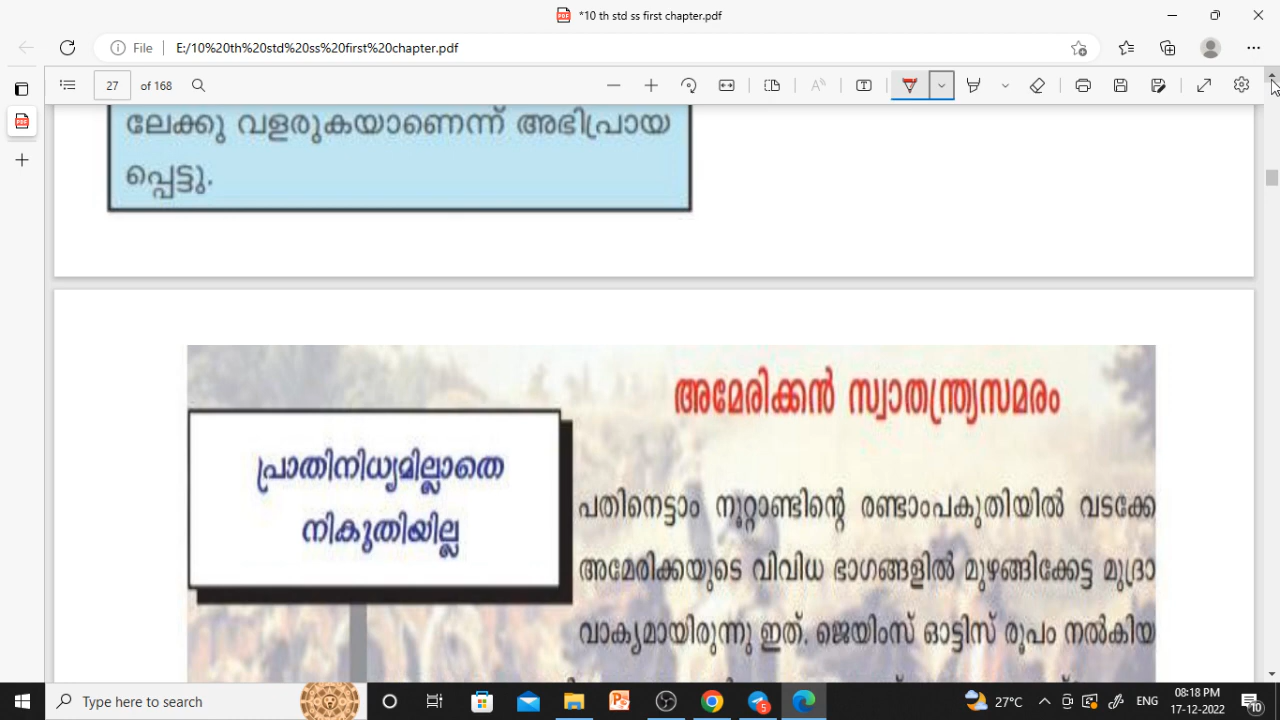 *10 th std ss first chapter.pdf
File
E:/10%20th%20std%20ss%20first%20chapter.pdf
27 of 168
ലേക്കു വളരുകയാണെന്ന് അഭിപ്രായ
പ്പെട്ടു.
അമേരിക്കൻ സ്വാതന്ത്ര്യസമരം
പ്രാതിനിധ്യമില്ലാതെ
നികുതിയില്ല
പതിനെട്ടാം നൂറ്റാണ്ടിന്റെ രണ്ടാംപകുതിയിൽ വടക്കേ
അമേരിക്കയുടെ വിവിധ ഭാഗങ്ങളിൽ മുഴങ്ങിക്കേട്ട മുദ്രാ
വാക്യമായിരുന്നു ഇത്. ജെയിംസ് ഓട്ടിസ് രൂപം നൽകിയ
Type here to search
5
27°C
ENG
08:18 PM
17-12-2022
10